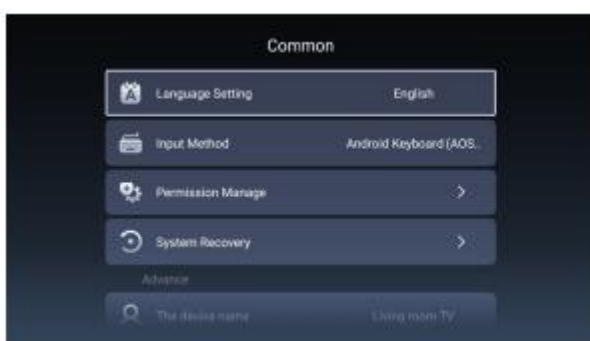 Common
Language Setting English
Input Method Android Keyboard (AOS..
Permission Manage >
System Recovery >
Advance
The device name Living room TV